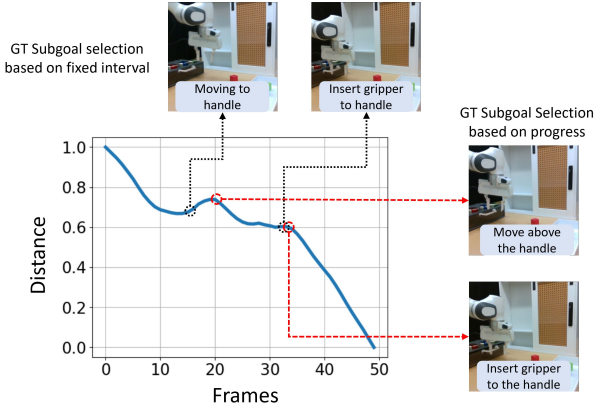 GT Subgoal selection
based on fixed interval
Moving to
handle
Insert gripper
to handle
GT Subgoal Selection
based on progress
Move above
the handle
Insert gripper
to the handle
Distance
1.0
0.8
0.6
0.4
0.2
0.0
0
10
20
30
40
50
Frames